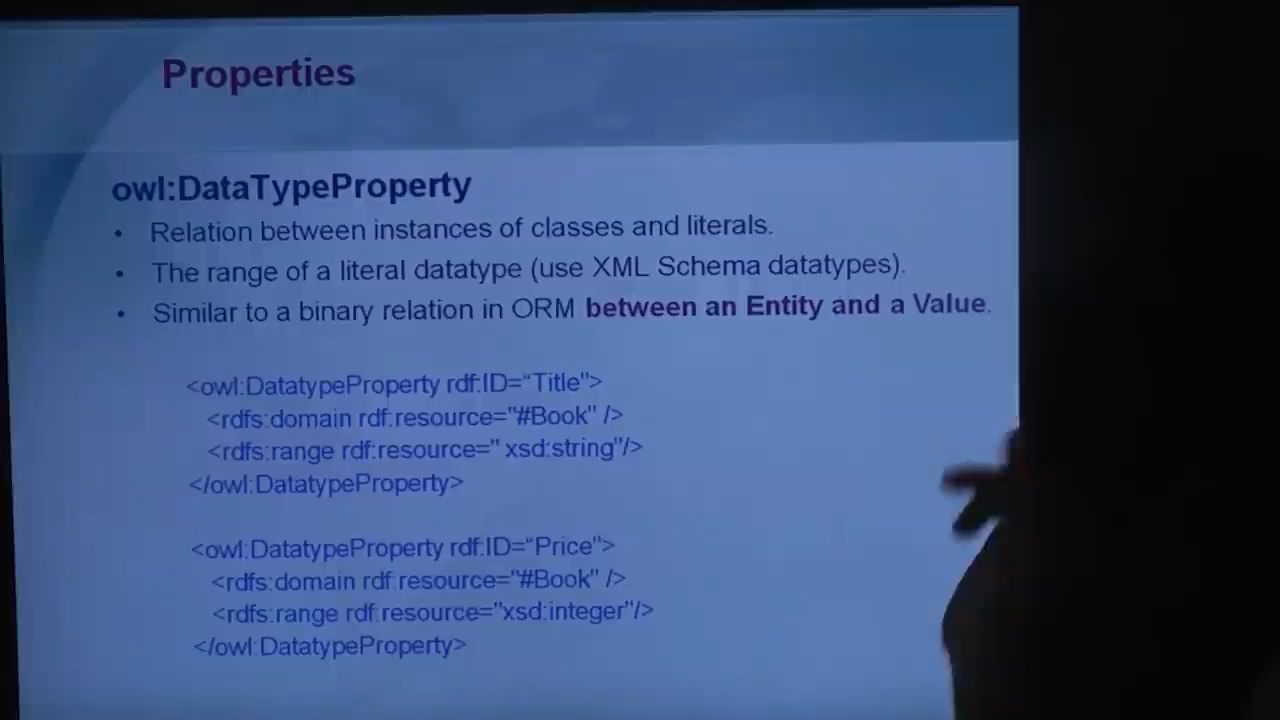 Properties
owl:DataTypeProperty
• Relation between instances of classes and literals.
• The range of a literal datatype (use XML Schema datatypes).
• Similar to a binary relation in ORM between an Entity and a Value.
<owl:DatatypeProperty rdf:ID=“Title">
<rdfs:domain rdf:resource="#Book" />
<rdfs:range rdf:resource=" xsd:string"/>
</owl:DatatypeProperty>
<owl:DatatypeProperty rdf:ID=“Price">
<rdfs:domain rdf:resource="#Book" />
<rdfs:range rdf:resource="xsd:integer"/>
</owl:DatatypeProperty>